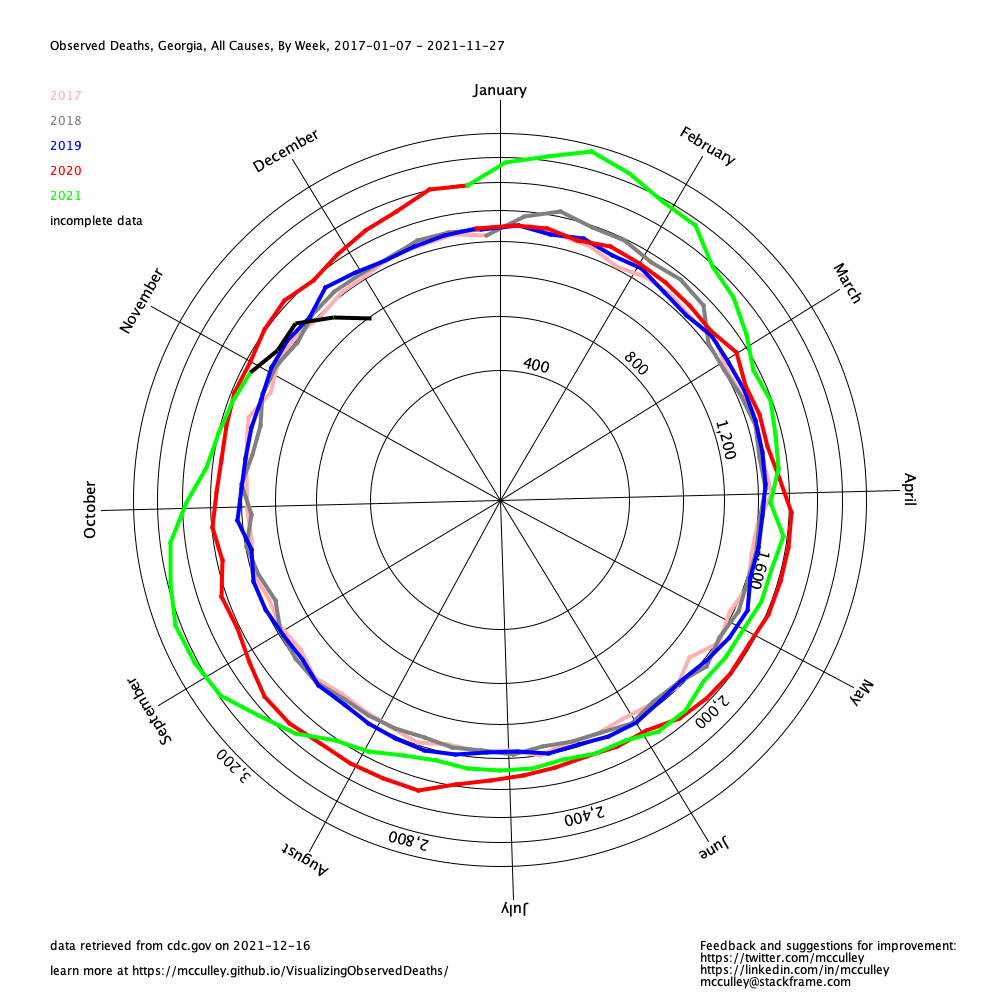 Observed Deaths, Georgia, All Causes, By Week, 2017-01-07 - 2021-11-27
2017
2018
2019
2020
2021
incomplete data
January
February
March
April
May
June
July
August
September
October
November
December
400
800
1,200
1,600
2,000
2,400
2,800
3,200
data retrieved from cdc.gov on 2021-12-16
learn more at https://mcculley.github.io/VisualizingObservedDeaths/
Feedback and suggestions for improvement:
https://twitter.com/mcculley
https://linkedin.com/in/mcculley
mcculley@stackframe.com